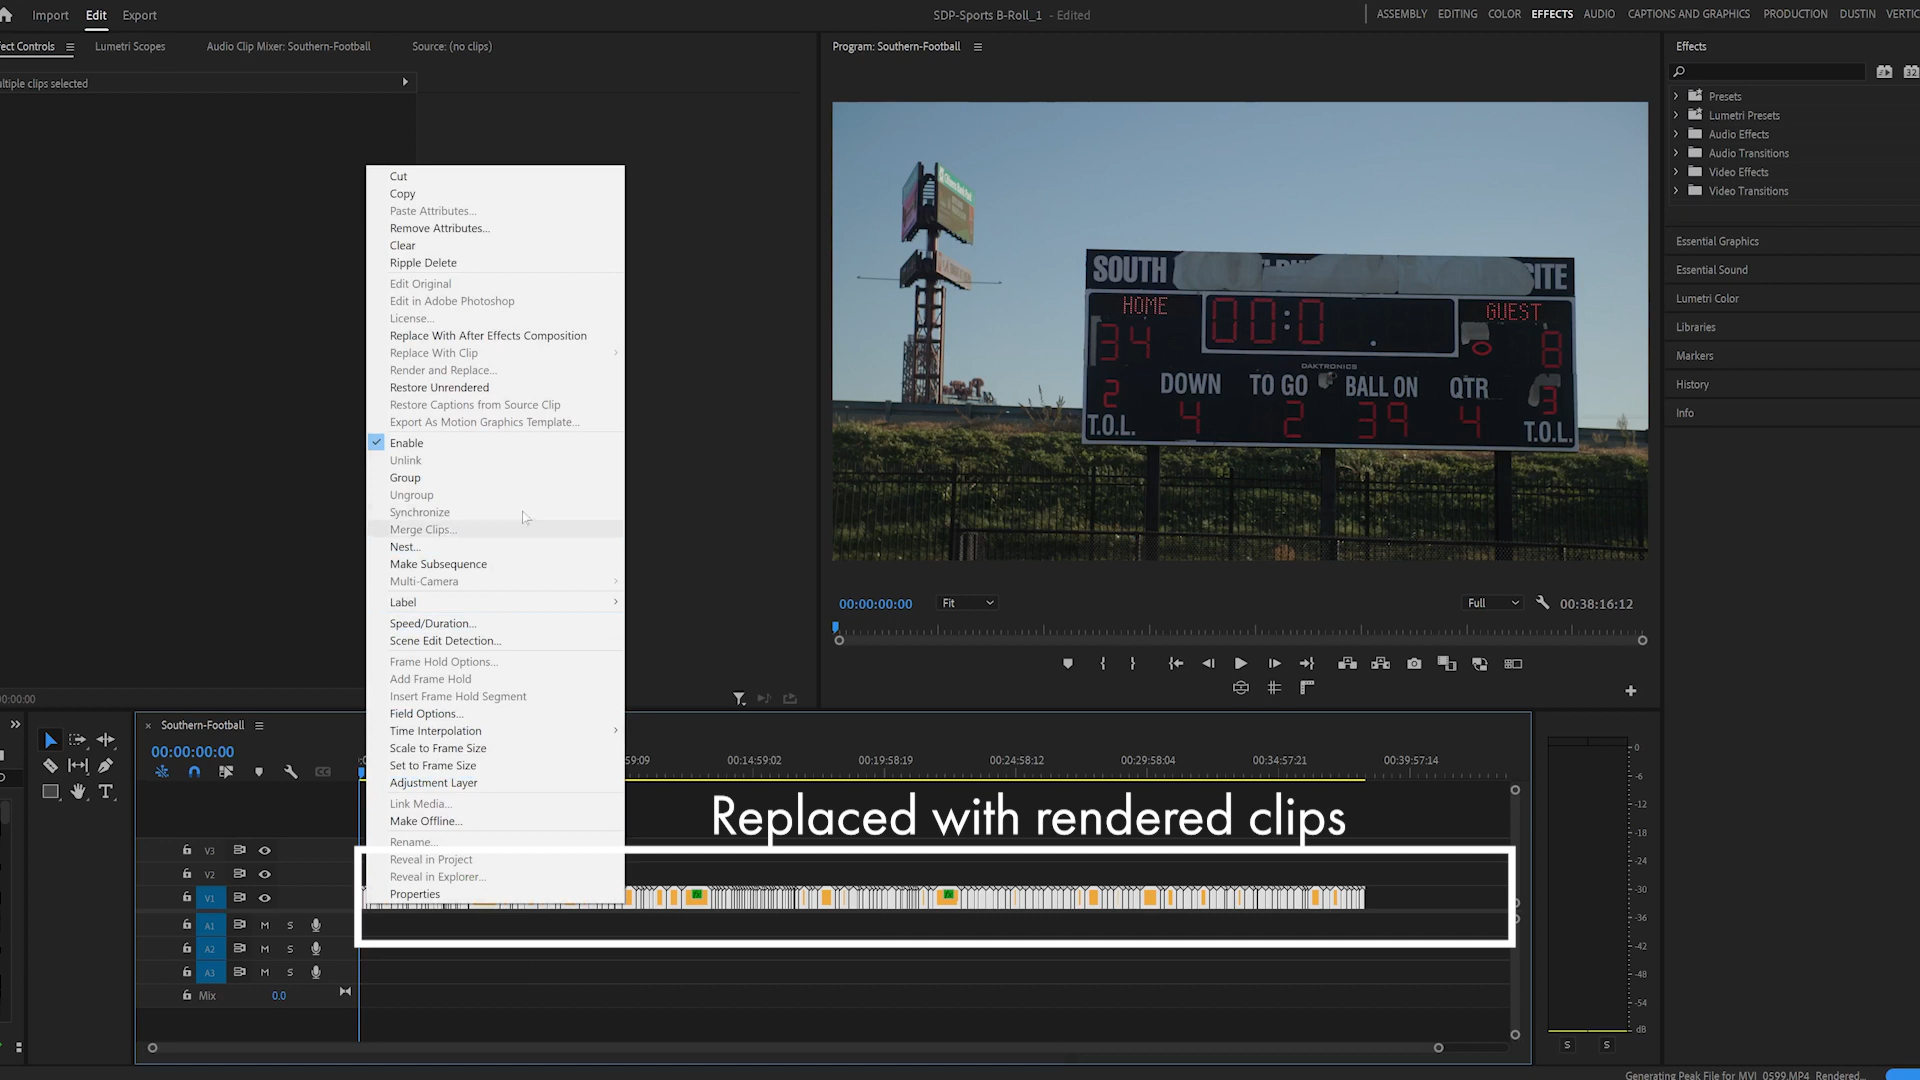 Import
Edit
Export
SDP-Sports B-Roll_1 - Edited
ASSEMBLY
EDITING
COLOR
EFFECTS
AUDIO
CAPTIONS AND GRAPHICS
PRODUCTION
DUSTIN
VERTIC
fect Controls
Lumetri Scopes
Audio Clip Mixer: Southern-Football
Source: (no clips)
Program: Southern-Football
Effects
ltiple clips selected
32
Presets
Lumetri Presets
Audio Effects
Audio Transitions
Video Effects
Video Transitions
Essential Graphics
Essential Sound
Lumetri Color
Libraries
Markers
History
Info
Cut
Copy
Paste Attributes...
Remove Attributes...
Clear
Ripple Delete
Edit Original
Edit in Adobe Photoshop
License...
Replace With After Effects Composition
Replace With Clip
Render and Replace...
Restore Unrendered
Restore Captions from Source Clip
Export As Motion Graphics Template...
Enable
Unlink
Group
Ungroup
Synchronize
Merge Clips...
Nest...
Make Subsequence
Multi-Camera
Label
Speed/Duration...
Scene Edit Detection...
Frame Hold Options...
Add Frame Hold
Insert Frame Hold Segment
Field Options...
Time Interpolation
Scale to Frame Size
Set to Frame Size
Adjustment Layer
Link Media...
Make Offline...
Rename...
Reveal in Project
Reveal in Explorer...
Properties
SOUTH
SITE
HOME
00:0
GUEST
34
8
DAKTRONICS
2
DOWN
TO GO
BALL ON
QTR
3
T.O.L.
4
2
39
4
T.O.L.
00:00:00:00
Fit
Full
00:38:16:12
00:00:00
Southern-Football
00:00:00:00
59:09
00:14:59:02
00:19:58:19
00:24:58:12
00:29:58:04
00:34:57:21
00:39:57:14
Replaced with rendered clips
V3
V2
V1
A1 M S
A2 M S
A3 M S
Mix 0.0
0
-6
-12
-18
-24
-30
-36
-42
-48
-54
dB
S S
Generating Peak File for MVI_0599.MP4_Rendered...